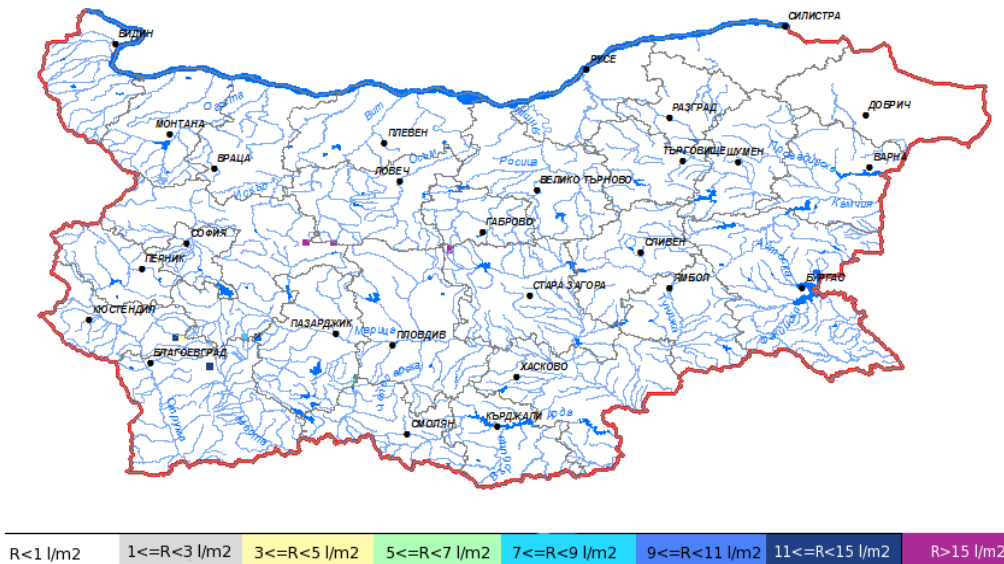 СИЛИСТРА
ВИДИН
РУСЕ
ДОБРИЧ
Огоста
Вит
РАЗГРАД
МОНТАНА
ПЛЕВЕН
ТЪРГОВИЩЕ
ШУМЕН
Провадийска
ВАРНА
ВРАЦА
Осъм
Росица
ЛОВЕЧ
Искър
ВЕЛИКО ТЪРНОВО
Камчия
ГАБРОВО
СОФИЯ
СЛИВЕН
ПЕРНИК
ЯМБОЛ
БУРГАС
СТАРА ЗАГОРА
КЮСТЕНДИЛ
ПАЗАРДЖИК
Марица
ПЛОВДИВ
БЛАГОЕВГРАД
ХАСКОВО
Струма
Места
СМОЛЯН
КЪРДЖАЛИ
R<1 l/m2
1<=R<3 l/m2
3<=R<5 l/m2
5<=R<7 l/m2
7<=R<9 l/m2
9<=R<11 l/m2
11<=R<15 l/m2
R>15 l/m2